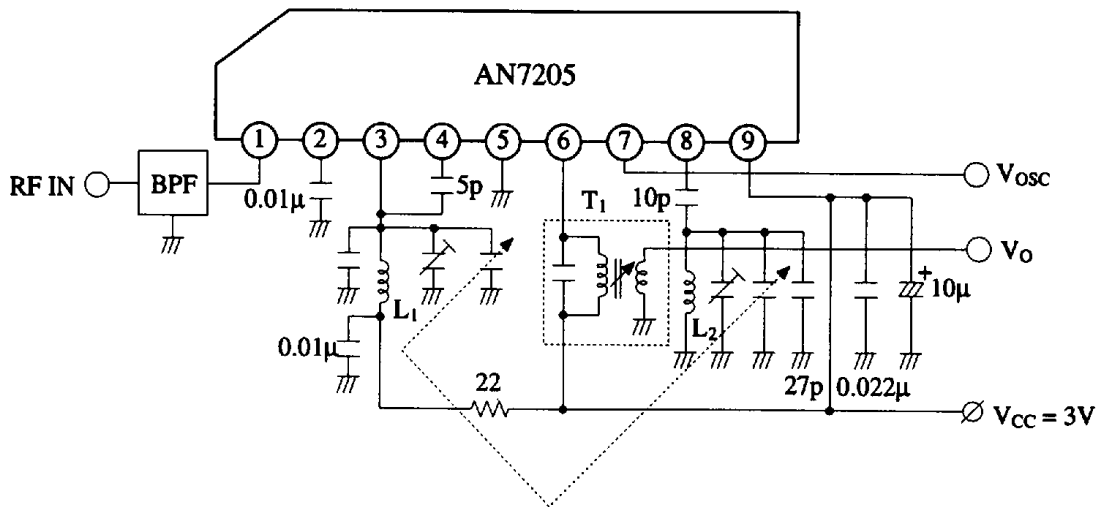 AN7205
1 2 3 4 5 6 7 8 9
RF IN
BPF
0.01μ
5p
T1
10p
VOSC
VO
L1
L2
+
10μ
0.01μ
22
27p
0.022μ
VCC = 3V